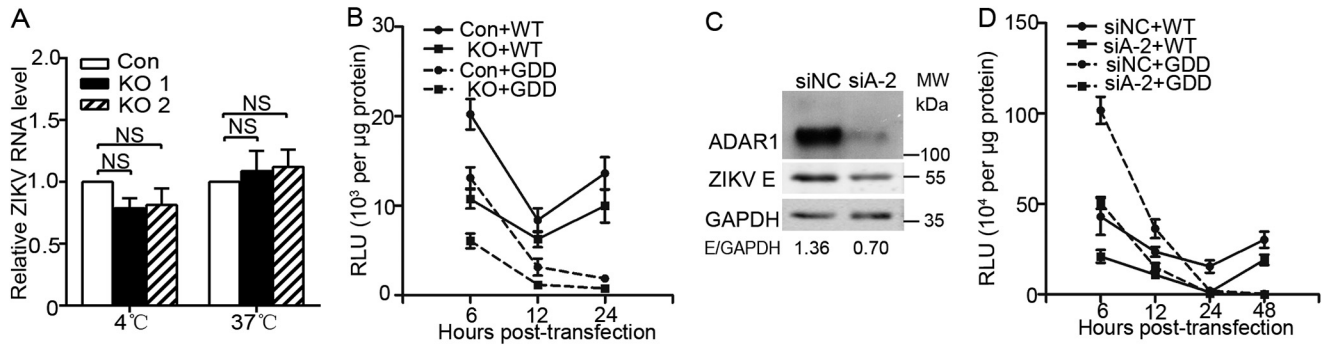 A
Relative ZIKV RNA level
2.0
1.5
1.0
0.5
0
Con
KO 1
KO 2
NS
NS
NS
NS
4℃
37℃
B
RLU (10³ per µg protein)
30
20
10
0
Con+WT
KO+WT
Con+GDD
KO+GDD
6
12
24
Hours post-transfection
C
siNC siA-2 MW
kDa
ADAR1
100
ZIKV E
55
GAPDH
35
E/GAPDH 1.36 0.70
D
RLU (10⁴ per µg protein)
150
100
50
0
siNC+WT
siA-2+WT
siNC+GDD
siA-2+GDD
6
12
24
48
Hours post-transfection